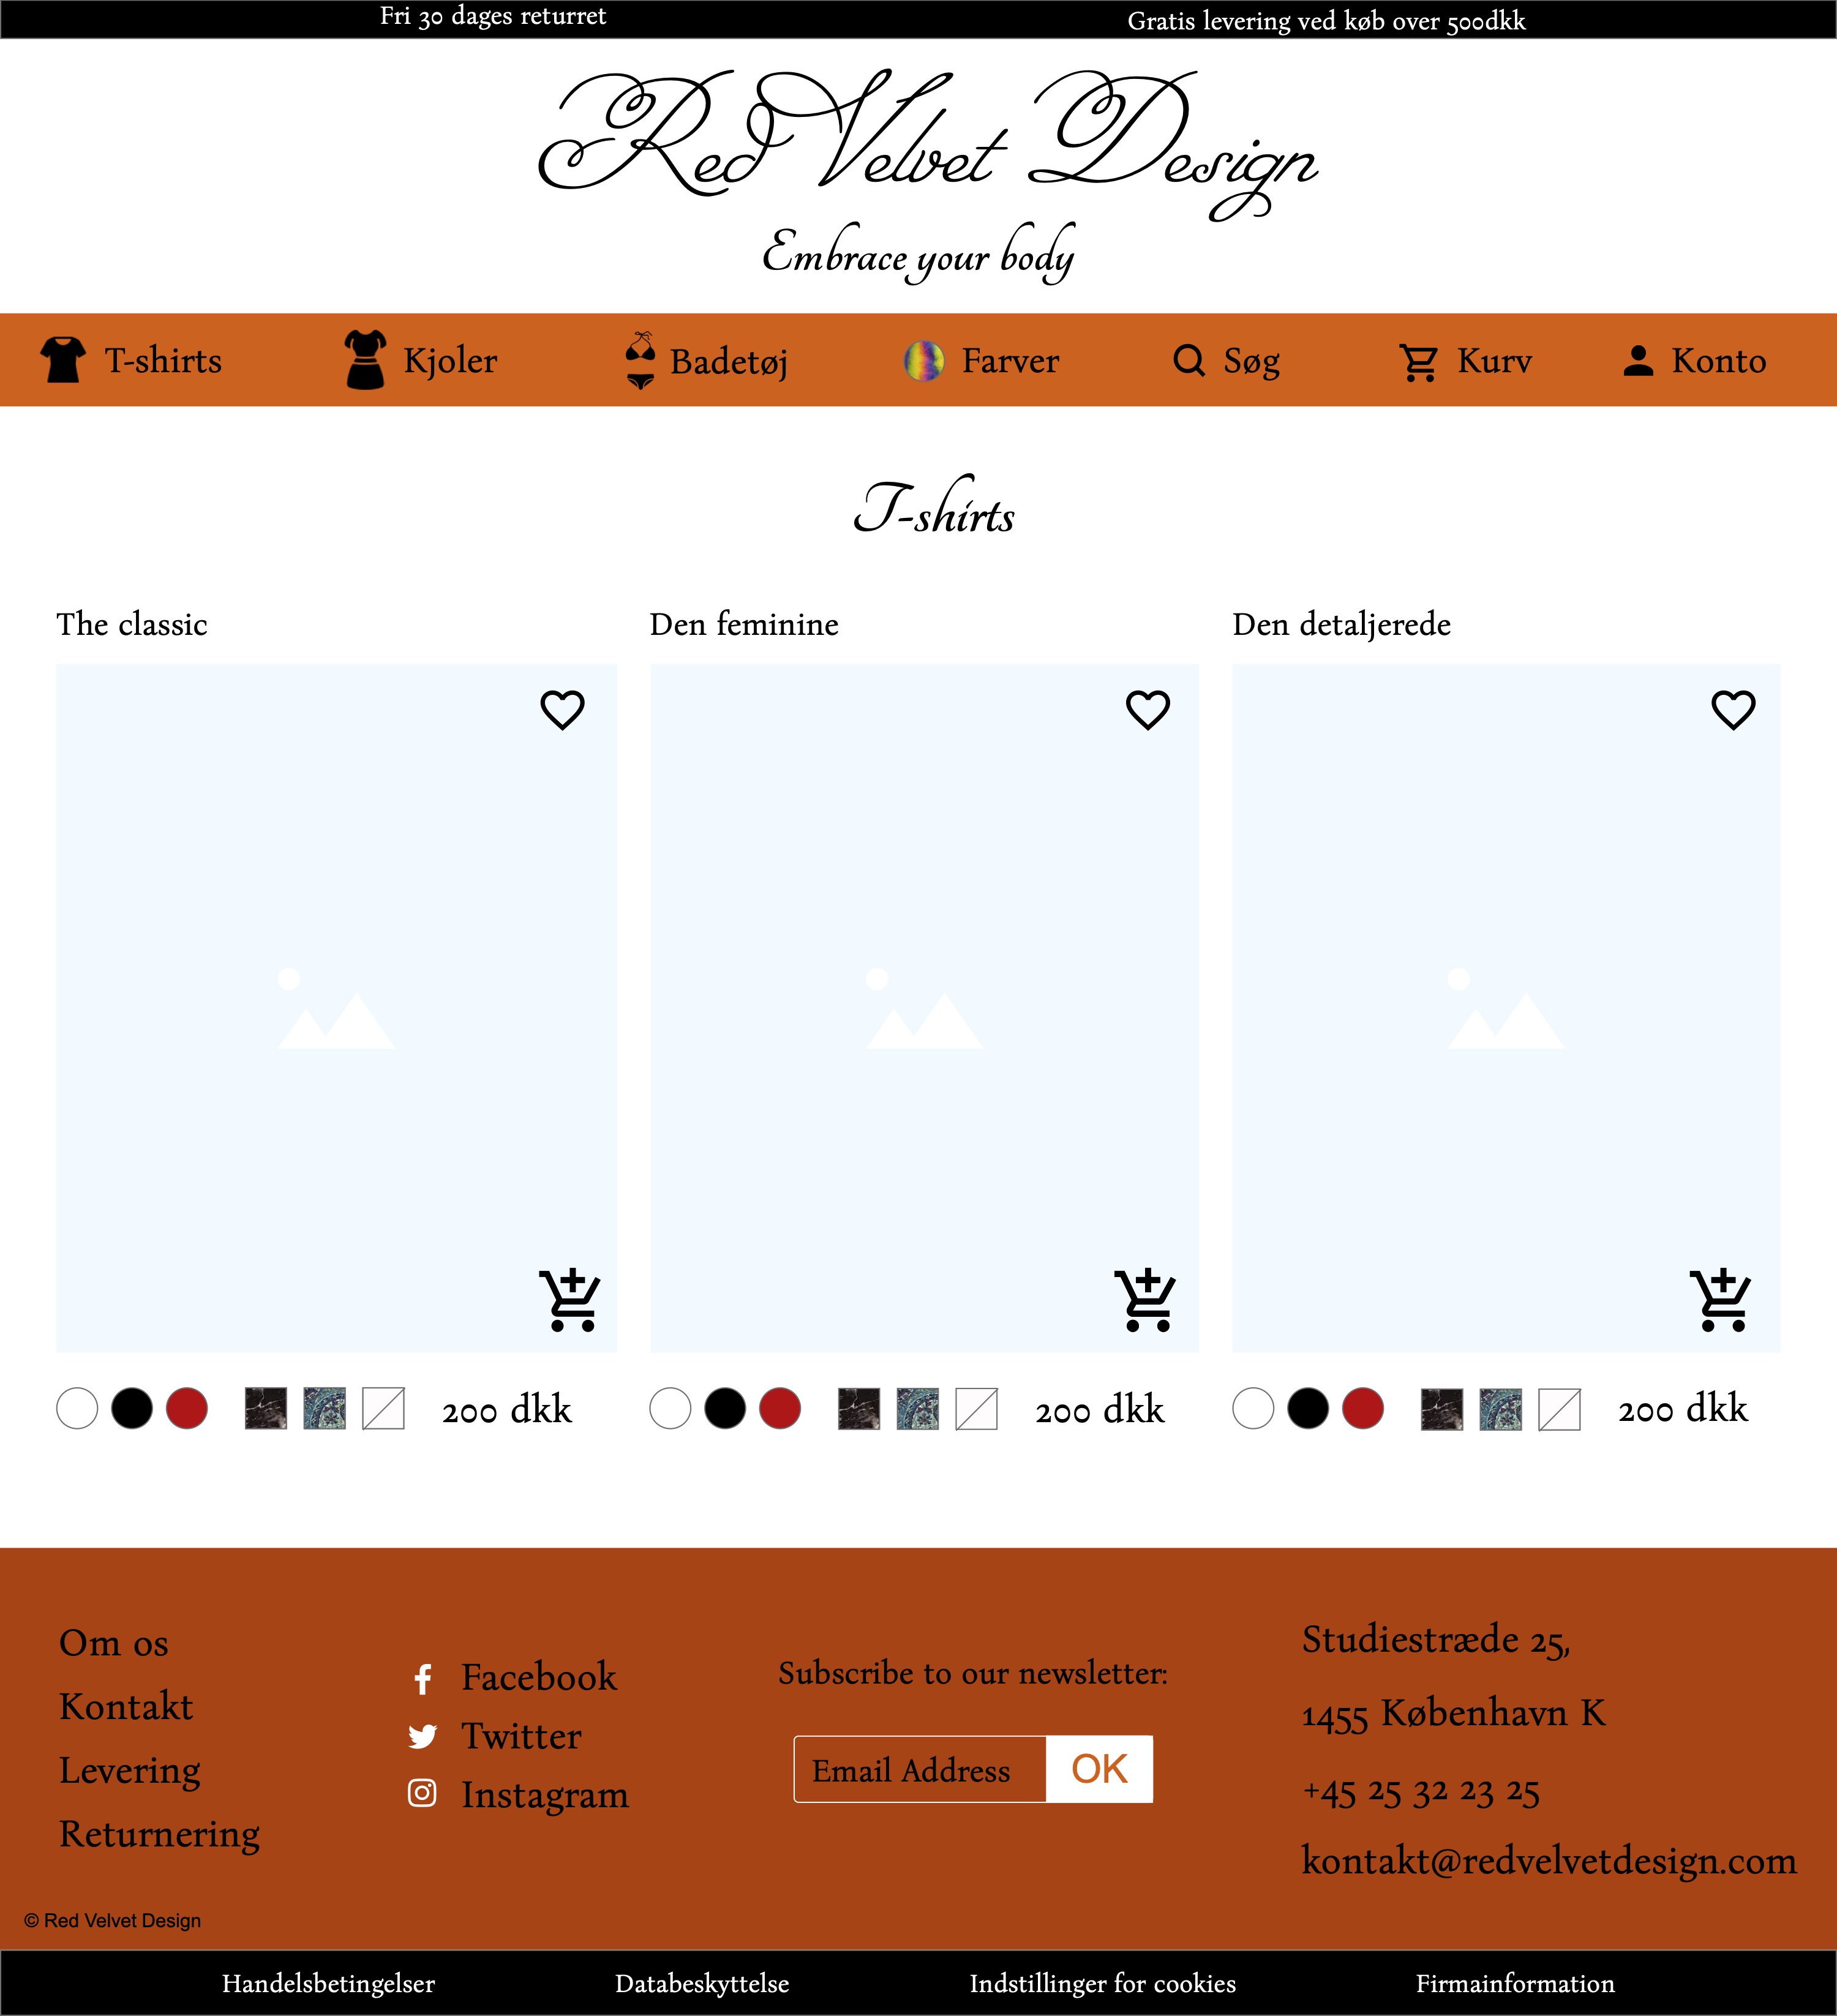 Fri 30 dages returret
Gratis levering ved køb over 500dkk
Red Velvet Design
Embrace your body
T-shirts
Kjoler
Badetøj
Farver
Søg
Kurv
Konto
T-shirts
The classic
Den feminine
Den detaljerede
200 dkk
200 dkk
200 dkk
Om os
Kontakt
Levering
Returnering
Facebook
Twitter
Instagram
Subscribe to our newsletter:
Email Address
OK
Studiestræde 25,
1455 København K
+45 25 32 23 25
kontakt@redvelvetdesign.com
© Red Velvet Design
Handelsbetingelser
Databeskyttelse
Indstillinger for cookies
Firmainformation